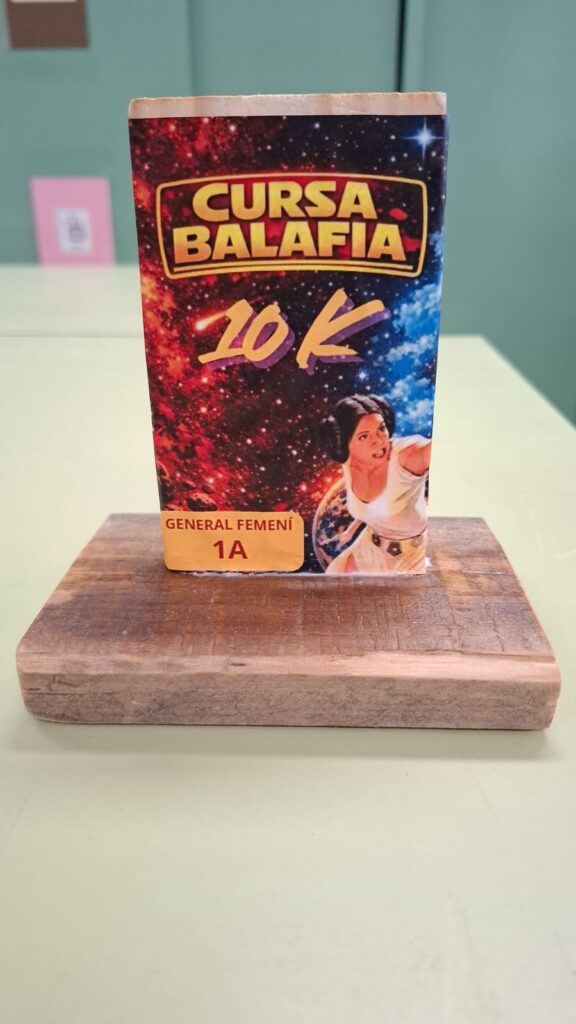 CURSA
BALAFIA
10 K
GENERAL FEMENÍ
1A